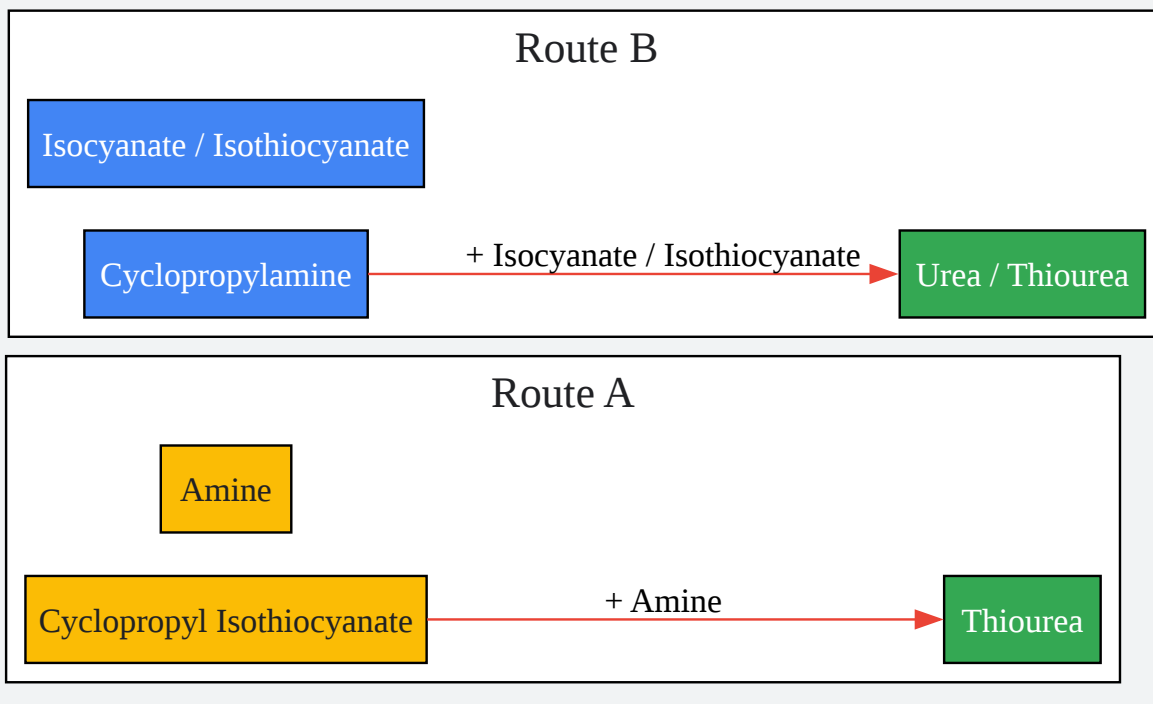 Route B
Isocyanate / Isothiocyanate
Cyclopropylamine
+ Isocyanate / Isothiocyanate
Urea / Thiourea
Route A
Amine
Cyclopropyl Isothiocyanate
+ Amine
Thiourea